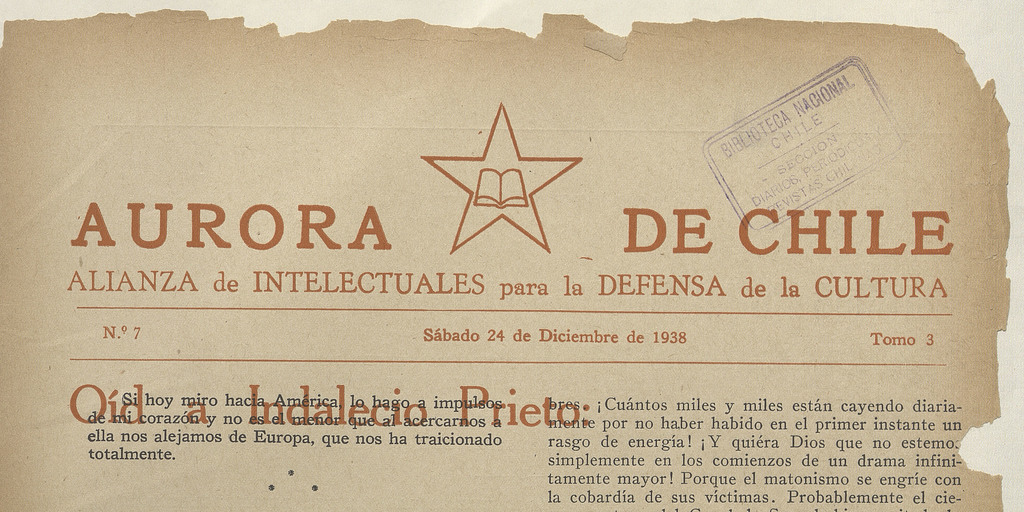 BIBLIOTECA NACIONAL
CHILE
SECCION
DIARIOS, PERIODICOS
REVISTAS CHIL
AURORA DE CHILE
ALIANZA de INTELECTUALES para la DEFENSA de la CULTURA
N.º 7 Sábado 24 de Diciembre de 1938 Tomo 3
Oíd a Indalecio Prieto:
Si hoy miro hacia América, lo hago a impulsos
de mi corazón y no es el menor que al acercarnos a
ella nos alejamos de Europa, que nos ha traicionado
totalmente.
bres. ¡Cuántos miles y miles están cayendo diaria-
mente por no haber habido en el primer instante un
rasgo de energía! ¡Y quiéra Dios que no estemos
simplemente en los comienzos de un drama infini-
tamente mayor! Porque el matonismo se engríe con
la cobardía de sus víctimas. Probablemente el cie-